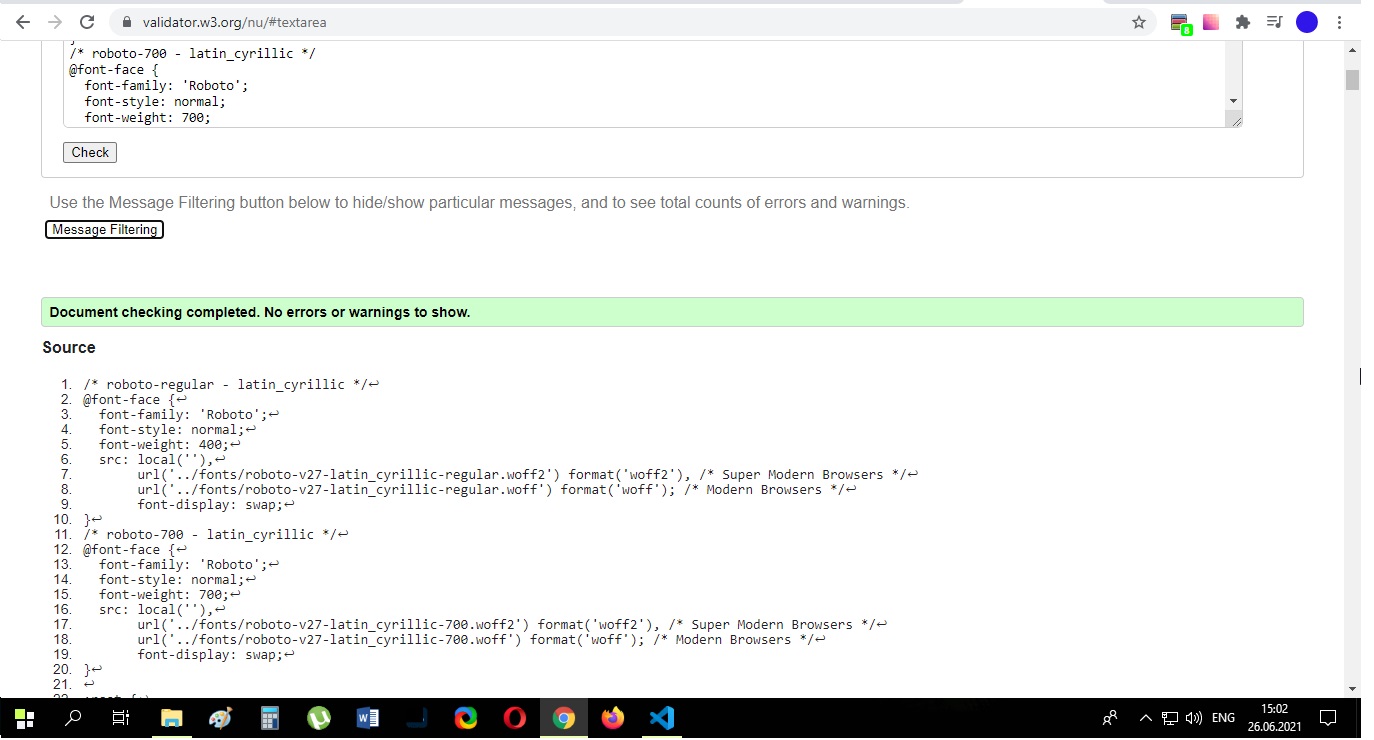 validator.w3.org/nu/#textarea
8
/* roboto-700 - latin_cyrillic */
@font-face {
  font-family: 'Roboto';
  font-style: normal;
  font-weight: 700;
Check
Use the Message Filtering button below to hide/show particular messages, and to see total counts of errors and warnings.
Message Filtering
Document checking completed. No errors or warnings to show.
Source
1. /* roboto-regular - latin_cyrillic */↩
2. @font-face {↩
3.   font-family: 'Roboto';↩
4.   font-style: normal;↩
5.   font-weight: 400;↩
6.   src: local(''),↩
7.        url('../fonts/roboto-v27-latin_cyrillic-regular.woff2') format('woff2'), /* Super Modern Browsers */↩
8.        url('../fonts/roboto-v27-latin_cyrillic-regular.woff') format('woff'); /* Modern Browsers */↩
9.        font-display: swap;↩
10. }↩
11. /* roboto-700 - latin_cyrillic */↩
12. @font-face {↩
13.   font-family: 'Roboto';↩
14.   font-style: normal;↩
15.   font-weight: 700;↩
16.   src: local(''),↩
17.        url('../fonts/roboto-v27-latin_cyrillic-700.woff2') format('woff2'), /* Super Modern Browsers */↩
18.        url('../fonts/roboto-v27-latin_cyrillic-700.woff') format('woff'); /* Modern Browsers */↩
19.        font-display: swap;↩
20. }↩
21. ↩
ENG
15:02
26.06.2021